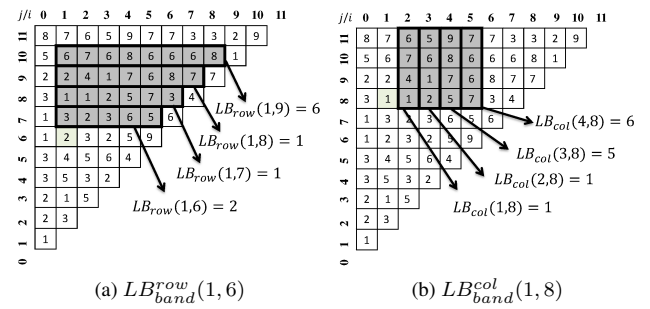 j/i 0 1 2 3 4 5 6 7 8 9 10 11
11 8 7 6 5 9 7 7 3 3 2 9
10 5 6 7 6 8 6 6 6 8 1
9 2 2 4 1 7 6 8 7 7
8 3 1 1 2 5 7 3 4
7 1 3 2 3 6 5 6
6 1 2 3 2 5 9
5 3 4 5 6 4
4 3 5 3 2
3 2 1 5
2 2 3
1 1
0
LBrow(1,9) = 6
LBrow(1,8) = 1
LBrow(1,7) = 1
LBrow(1,6) = 2
(a) LB^row_band(1, 6)
j/i 0 1 2 3 4 5 6 7 8 9 10 11
11 8 7 6 5 9 7 7 3 3 2 9
10 5 6 7 6 8 6 6 6 8 1
9 2 2 4 1 7 6 8 7 7
8 3 1 1 2 5 7 3 4
7 1 3 2 3 6 5 6
6 1 2 3 2 5 9
5 3 4 5 6 4
4 3 5 3 2
3 2 1 5
2 2 3
1 1
0
LBcol(4,8) = 6
LBcol(3,8) = 5
LBcol(2,8) = 1
LBcol(1,8) = 1
(b) LB^col_band(1, 8)